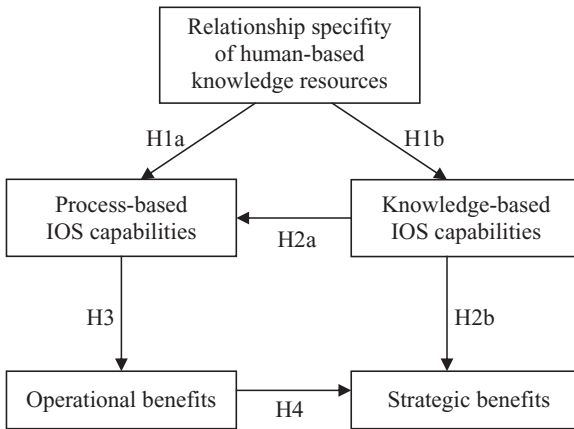 Relationship specifity
of human-based
knowledge resources
H1a
H1b
Process-based
IOS capabilities
Knowledge-based
IOS capabilities
H2a
H3
H2b
Operational benefits
H4
Strategic benefits